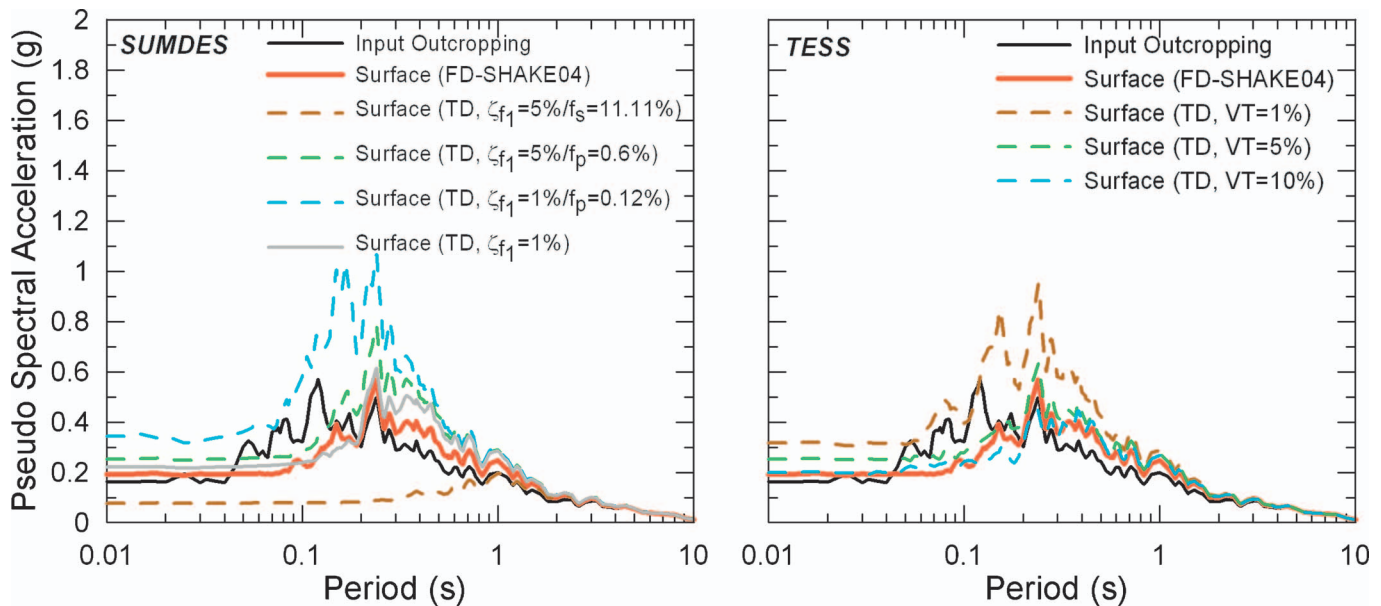 Pseudo Spectral Acceleration (g)
2
1.8
1.6
1.4
1.2
1
0.8
0.6
0.4
0.2
0
SUMDES
Input Outcropping
Surface (FD-SHAKE04)
Surface (TD, ζf1=5%/fs=11.11%)
Surface (TD, ζf1=5%/fp=0.6%)
Surface (TD, ζf1=1%/fp=0.12%)
Surface (TD, ζf1=1%)
0.01 0.1 1 10
Period (s)
TESS
Input Outcropping
Surface (FD-SHAKE04)
Surface (TD, VT=1%)
Surface (TD, VT=5%)
Surface (TD, VT=10%)
0.01 0.1 1 10
Period (s)